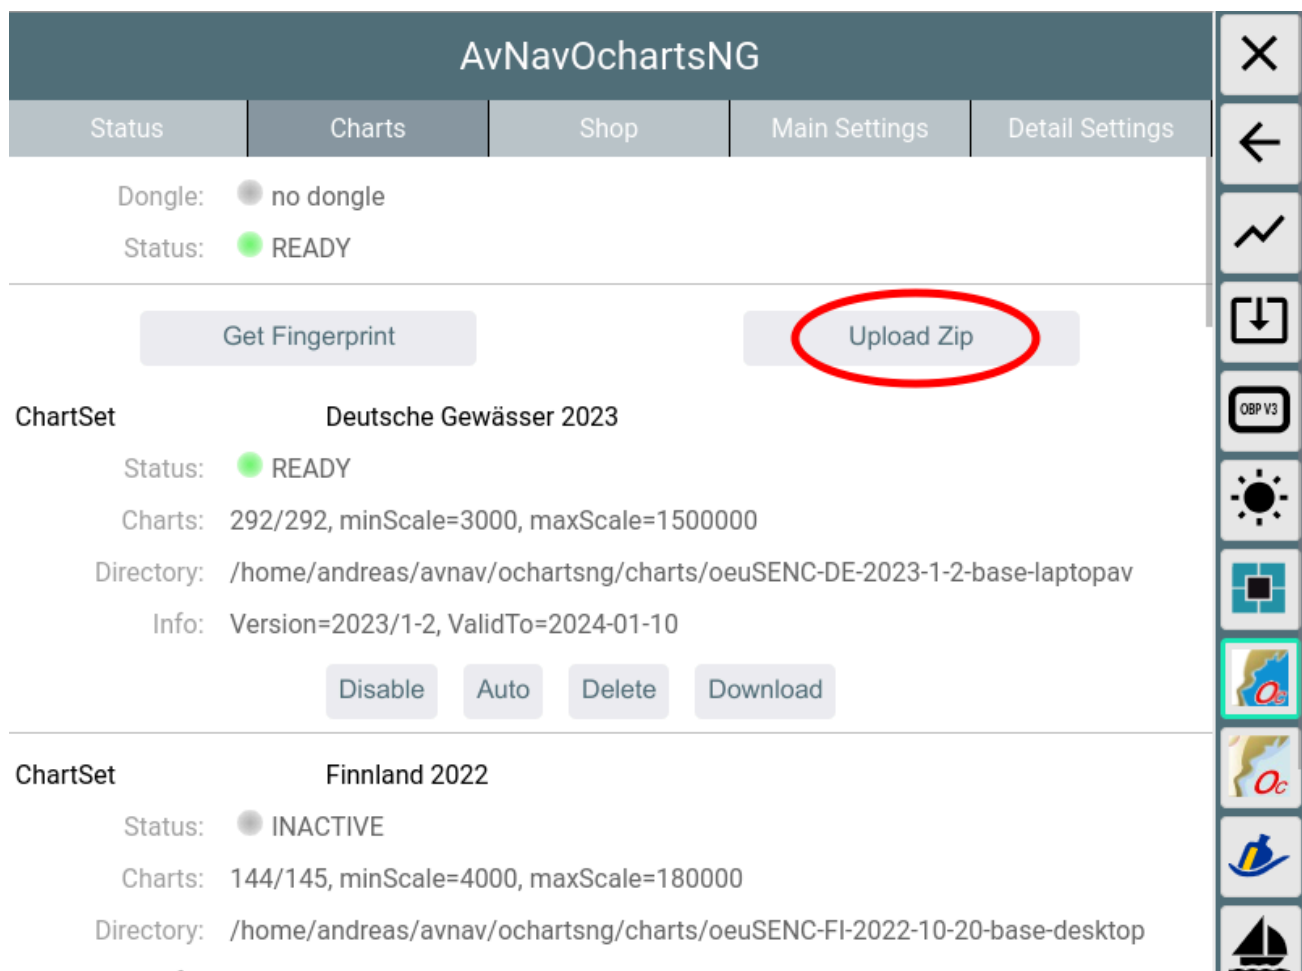 AvNavOchartsNG
Status Charts Shop Main Settings Detail Settings
Dongle: no dongle
Status: READY
Get Fingerprint Upload Zip
ChartSet Deutsche Gewässer 2023
Status: READY
Charts: 292/292, minScale=3000, maxScale=1500000
Directory: /home/andreas/avnav/ochartsng/charts/oeuSENC-DE-2023-1-2-base-laptopav
Info: Version=2023/1-2, ValidTo=2024-01-10
Disable Auto Delete Download
ChartSet Finnland 2022
Status: INACTIVE
Charts: 144/145, minScale=4000, maxScale=180000
Directory: /home/andreas/avnav/ochartsng/charts/oeuSENC-FI-2022-10-20-base-desktop
OBP V3
Oc